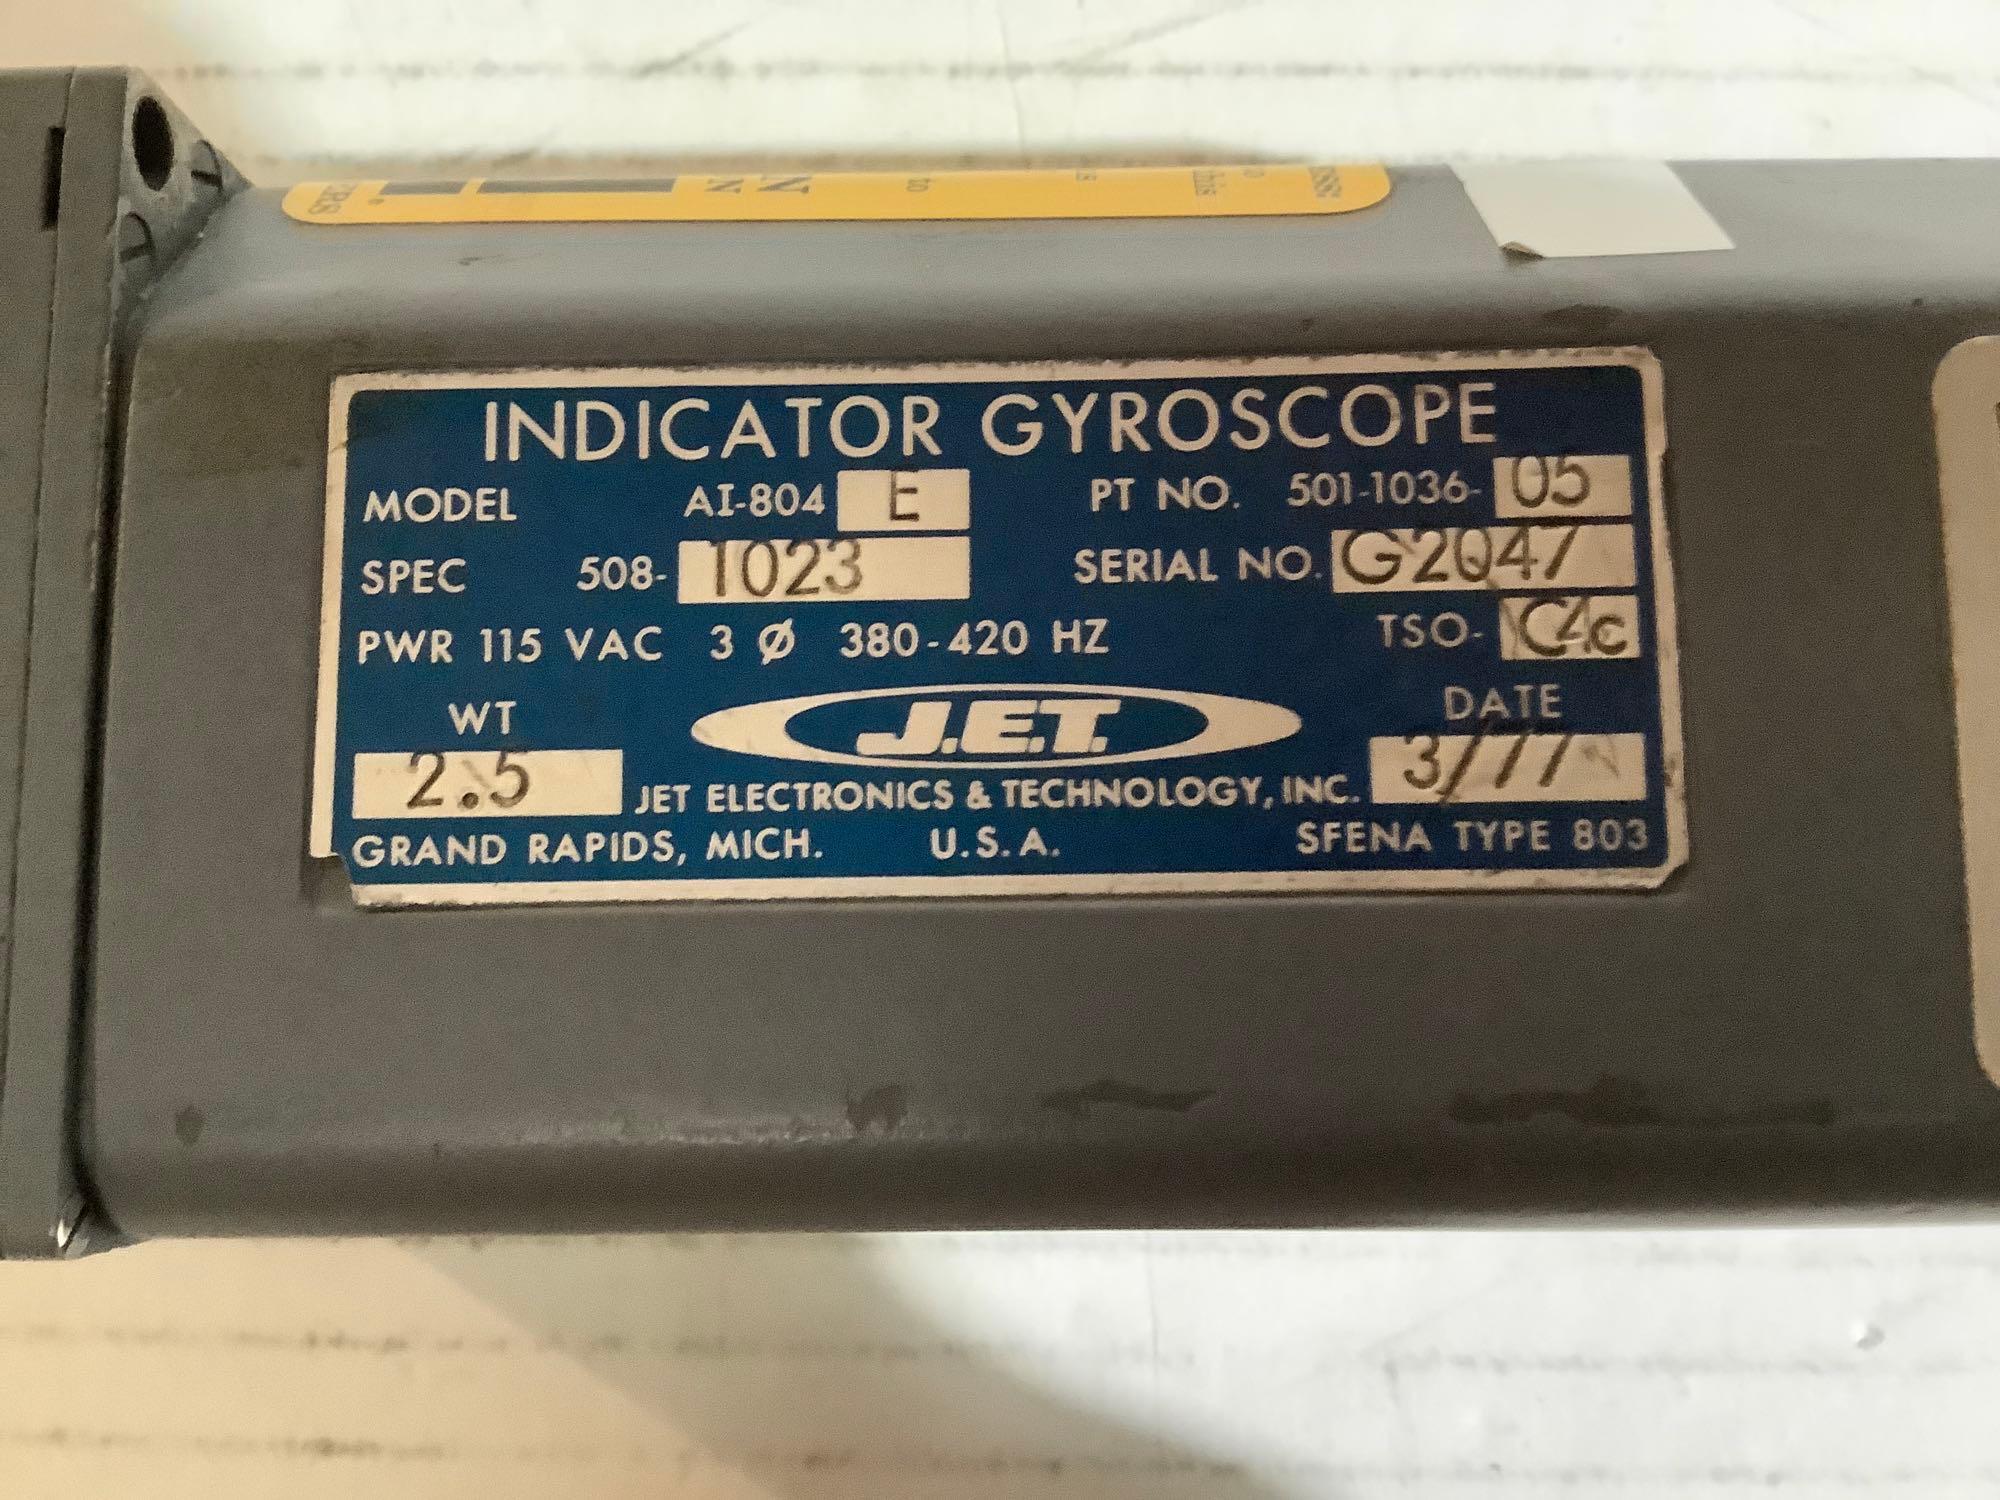 INDICATOR GYROSCOPE
MODEL AI-804 E PT NO. 501-1036-05
SPEC 508-1023 SERIAL NO. G2047
PWR 115 VAC 3 Ø 380-420 HZ TSO-C4c
WT DATE
2.5 J.E.T. 3/77
JET ELECTRONICS & TECHNOLOGY, INC.
GRAND RAPIDS, MICH. U.S.A. SFENA TYPE 803